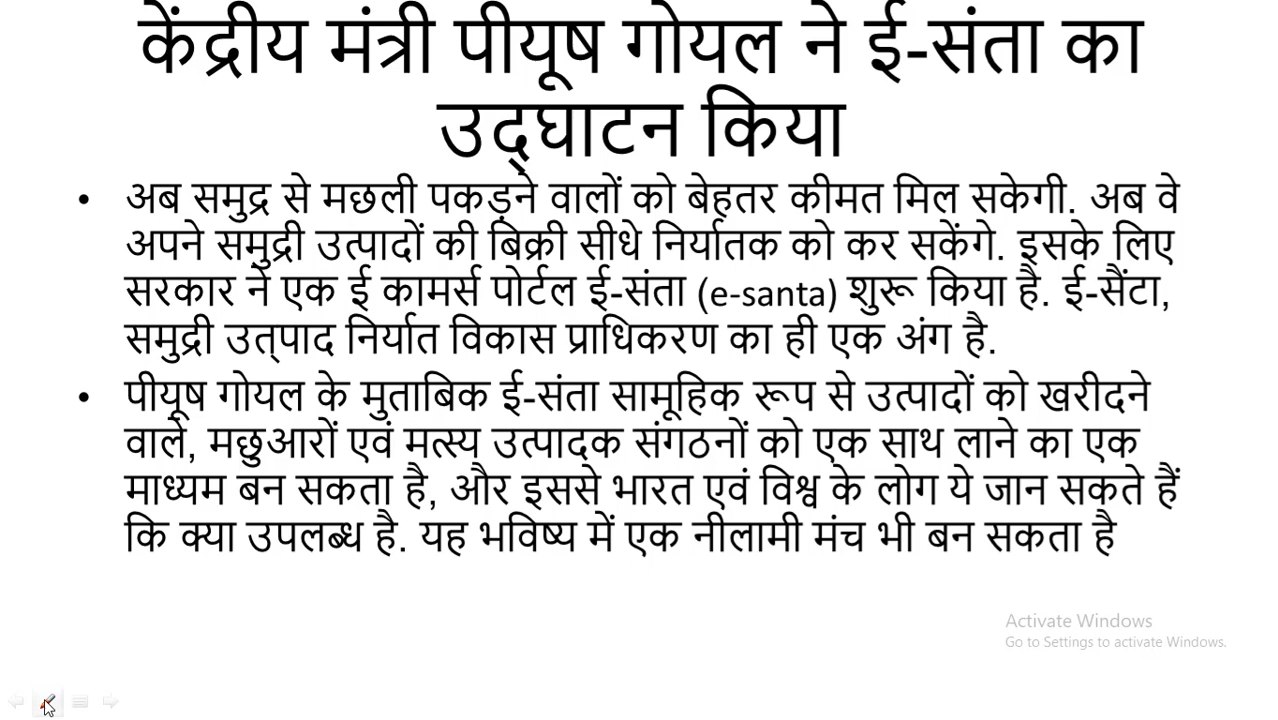 केंद्रीय मंत्री पीयूष गोयल ने ई-संता का
उद्घाटन किया
• अब समुद्र से मछली पकड़ने वालों को बेहतर कीमत मिल सकेगी. अब वे
अपने समुद्री उत्पादों की बिक्री सीधे निर्यातक को कर सकेंगे. इसके लिए
सरकार ने एक ई कामर्स पोर्टल ई-संता (e-santa) शुरू किया है. ई-सैंटा,
समुद्री उत्‌पाद निर्यात विकास प्राधिकरण का ही एक अंग है.
• पीयूष गोयल के मुताबिक ई-संता सामूहिक रूप से उत्पादों को खरीदने
वाले, मछुआरों एवं मत्स्य उत्पादक संगठनों को एक साथ लाने का एक
माध्यम बन सकता है, और इससे भारत एवं विश्व के लोग ये जान सकते हैं
कि क्या उपलब्ध है. यह भविष्य में एक नीलामी मंच भी बन सकता है
Activate Windows
Go to Settings to activate Windows.